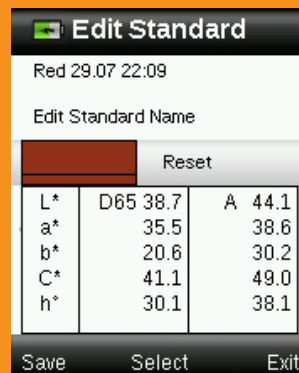 Edit Standard
Red 29.07 22:09
Edit Standard Name
Reset
L* D65 38.7 A 44.1
a* 35.5 38.6
b* 20.6 30.2
C* 41.1 49.0
h° 30.1 38.1
Save Select Exit